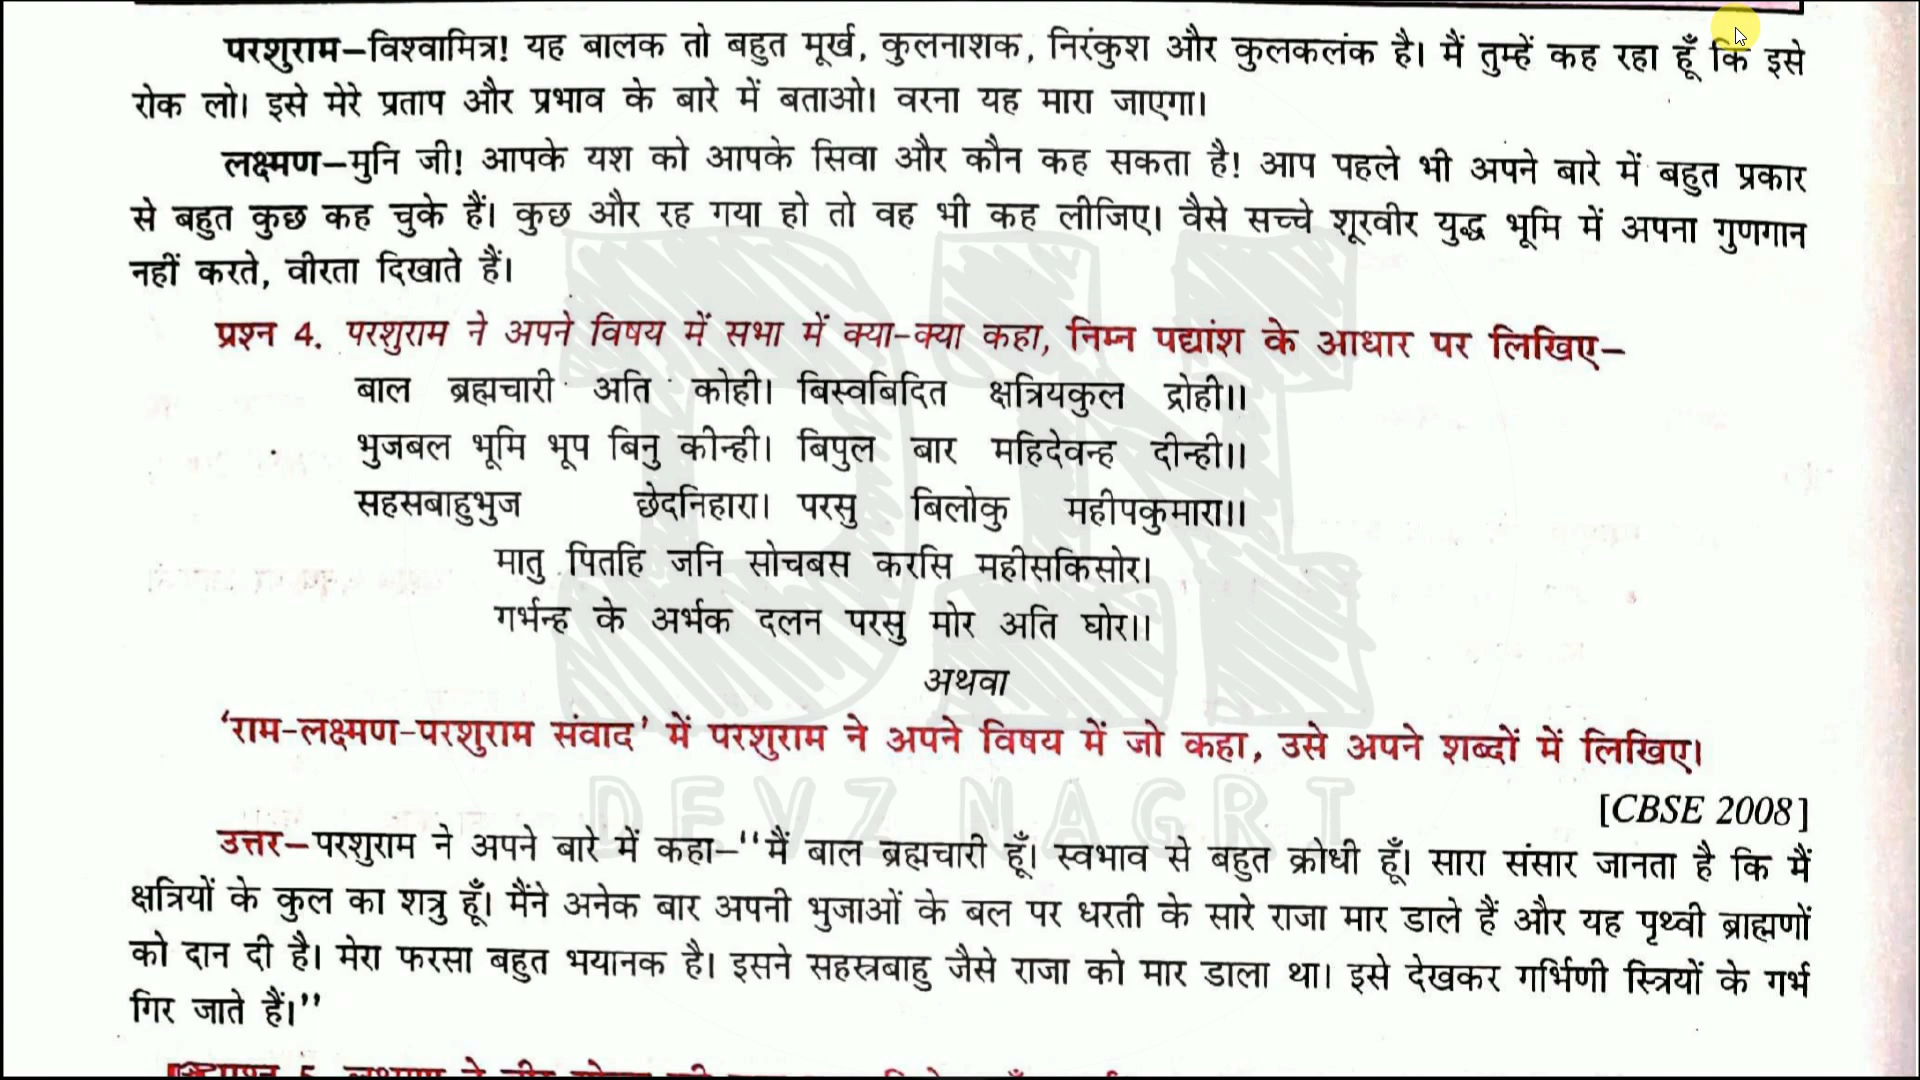 परशुराम–विश्वामित्र! यह बालक तो बहुत मूर्ख, कुलनाशक, निरंकुश और कुलकलंक है। मैं तुम्हें कह रहा हूँ कि इसे
रोक लो। इसे मेरे प्रताप और प्रभाव के बारे में बताओ। वरना यह मारा जाएगा।
लक्ष्मण–मुनि जी! आपके यश को आपके सिवा और कौन कह सकता है! आप पहले भी अपने बारे में बहुत प्रकार
से बहुत कुछ कह चुके हैं। कुछ और रह गया हो तो वह भी कह लीजिए। वैसे सच्चे शूरवीर युद्ध भूमि में अपना गुणगान
नहीं करते, वीरता दिखाते हैं।
प्रश्न 4. परशुराम ने अपने विषय में सभा में क्या-क्या कहा, निम्न पद्यांश के आधार पर लिखिए–
बाल ब्रह्मचारी अति कोही। बिस्वबिदित क्षत्रियकुल द्रोही।।
भुजबल भूमि भूप बिनु कीन्ही। बिपुल बार महिदेवन्ह दीन्ही।।
सहसबाहुभुज छेदनिहारा। परसु बिलोकु महीपकुमारा।।
मातु पितहि जनि सोचबस करसि महीसकिसोर।
गर्भन्ह के अर्भक दलन परसु मोर अति घोर।।
अथवा
‘राम-लक्ष्मण-परशुराम संवाद’ में परशुराम ने अपने विषय में जो कहा, उसे अपने शब्दों में लिखिए।
DEVZ NAGRI
[CBSE 2008]
उत्तर–परशुराम ने अपने बारे में कहा–‘‘मैं बाल ब्रह्मचारी हूँ। स्वभाव से बहुत क्रोधी हूँ। सारा संसार जानता है कि मैं
क्षत्रियों के कुल का शत्रु हूँ। मैंने अनेक बार अपनी भुजाओं के बल पर धरती के सारे राजा मार डाले हैं और यह पृथ्वी ब्राह्मणों
को दान दी है। मेरा फरसा बहुत भयानक है। इसने सहस्रबाहु जैसे राजा को मार डाला था। इसे देखकर गर्भिणी स्त्रियों के गर्भ
गिर जाते हैं।’’